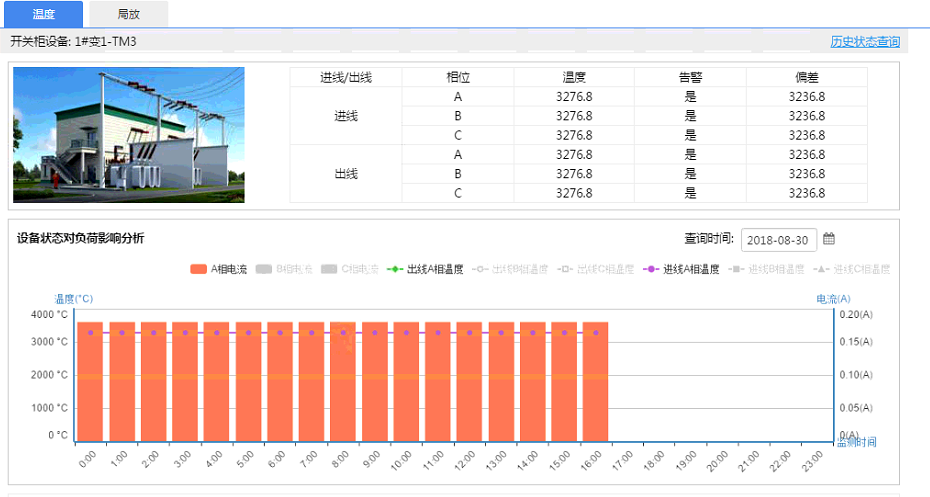 温度 局放
开关柜设备: 1#变1-TM3 历史状态查询
进线/出线 相位 温度 告警 偏差
进线 A 3276.8 是 3236.8
B 3276.8 是 3236.8
C 3276.8 是 3236.8
出线 A 3276.8 是 3236.8
B 3276.8 是 3236.8
C 3276.8 是 3236.8
设备状态对负荷影响分析 查询时间: 2018-08-30
A相电流 B相电流 C相电流 出线A相温度 出线B相温度 出线C相温度 进线A相温度 进线B相温度 进线C相温度
温度(°C) 电流(A)
4000 °C 0.20(A)
3000 °C 0.15(A)
2000 °C 0.10(A)
1000 °C 0.05(A)
0 °C 0(A)
监测时间
0:00 1:00 2:00 3:00 4:00 5:00 6:00 7:00 8:00 9:00 10:00 11:00 12:00 13:00 14:00 15:00 16:00 17:00 18:00 19:00 20:00 21:00 22:00 23:00